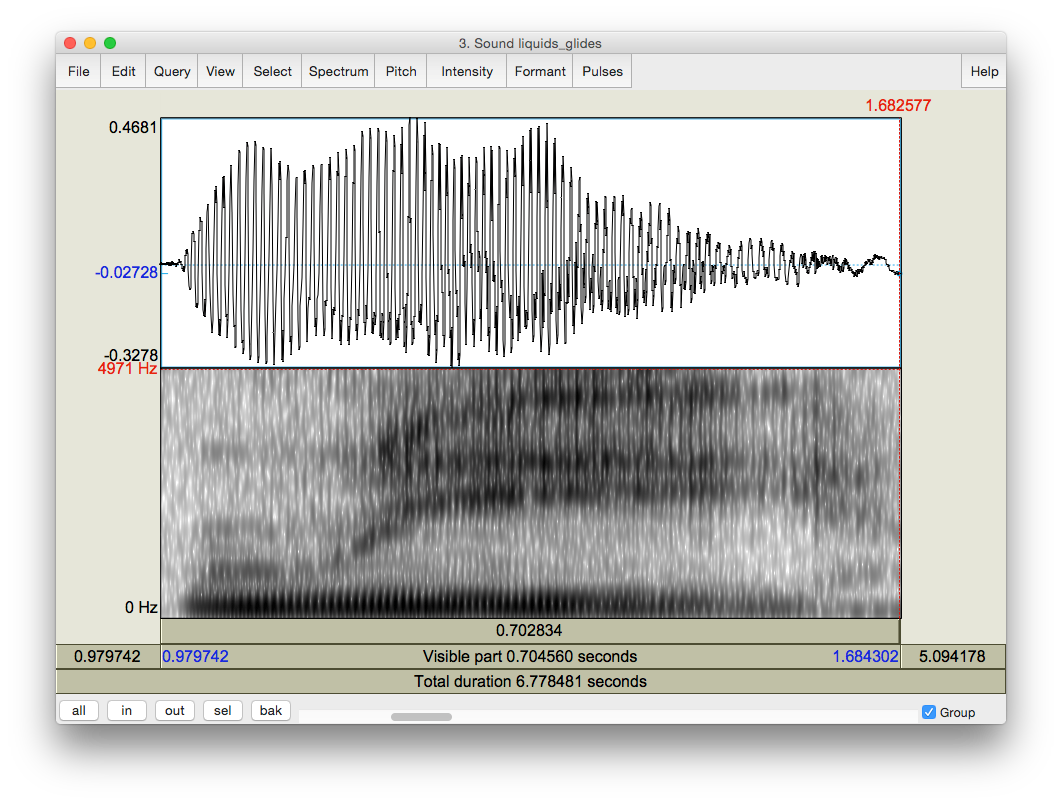 3. Sound liquids_glides
File Edit Query View Select Spectrum Pitch Intensity Formant Pulses Help
1.682577
0.4681
-0.02728
-0.3278
4971 Hz
0 Hz
0.702834
0.979742 0.979742 Visible part 0.704560 seconds 1.684302 5.094178
Total duration 6.778481 seconds
all in out sel bak Group